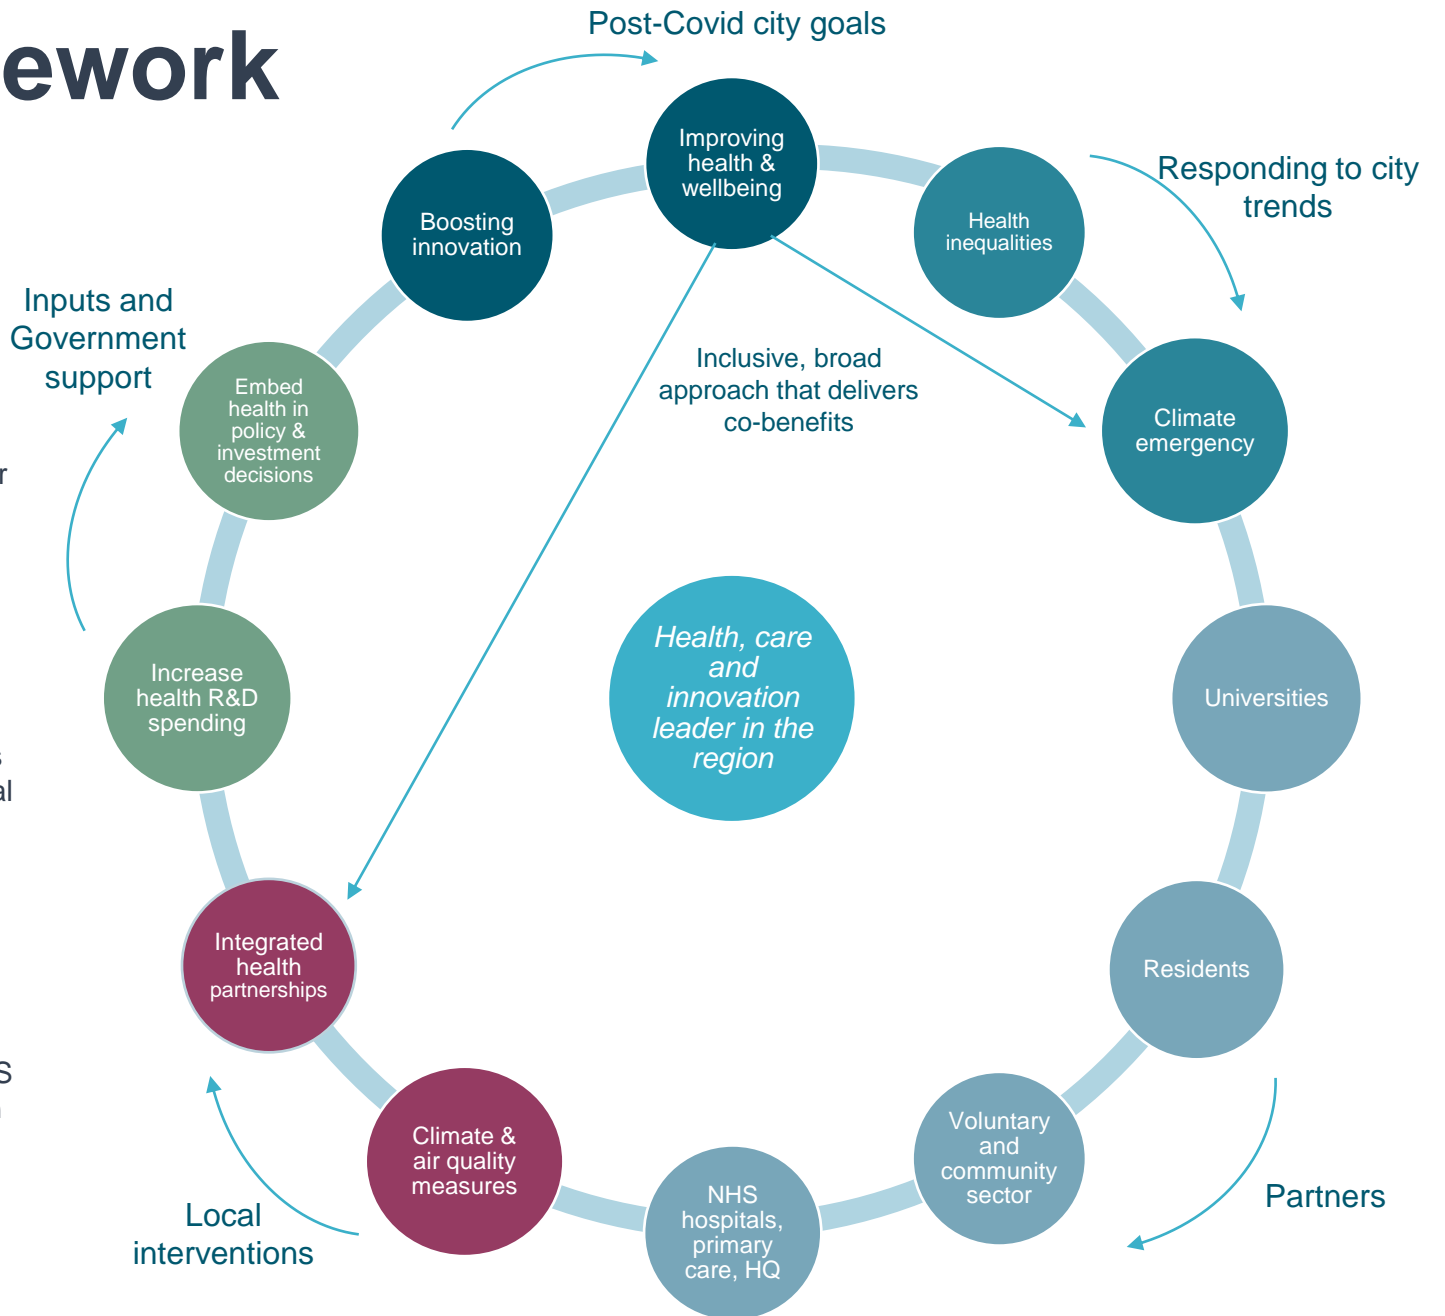 ework
Post-Covid city goals
Improving
health &
wellbeing
Health
inequalities
Responding to city
trends
Boosting
innovation
Inputs and
Government
support
Embed
health in
policy &
investment
decisions
Inclusive, broad
approach that delivers
co-benefits
Climate
emergency
r
Increase
health R&D
spending
Health, care
and
innovation
leader in the
region
Universities
s
al
Integrated
health
partnerships
Residents
S
Climate &
air quality
measures
NHS
hospitals,
primary
care, HQ
Voluntary
and
community
sector
Local
interventions
Partners